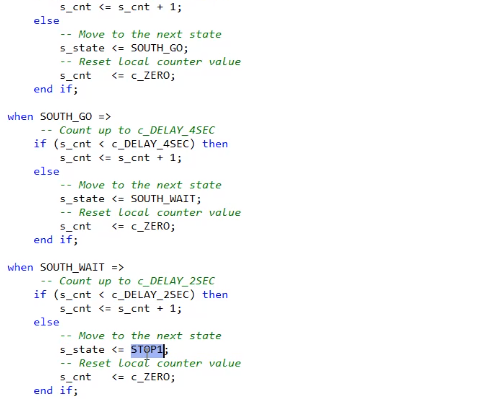 s_cnt <= s_cnt + 1;
else
-- Move to the next state
s_state <= SOUTH_GO;
-- Reset local counter value
s_cnt   <= c_ZERO;
end if;
when SOUTH_GO =>
-- Count up to c_DELAY_4SEC
if (s_cnt < c_DELAY_4SEC) then
s_cnt <= s_cnt + 1;
else
-- Move to the next state
s_state <= SOUTH_WAIT;
-- Reset local counter value
s_cnt   <= c_ZERO;
end if;
when SOUTH_WAIT =>
-- Count up to c_DELAY_2SEC
if (s_cnt < c_DELAY_2SEC) then
s_cnt <= s_cnt + 1;
else
-- Move to the next state
s_state <= STOP1;
-- Reset local counter value
s_cnt   <= c_ZERO;
end if;